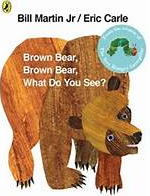 Bill Martin Jr / Eric Carle
Brown Bear,
Brown Bear,
What Do You See?